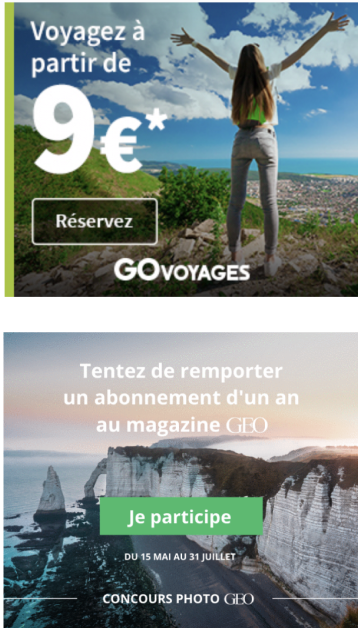 Voyagez à
partir de
9€*
Réservez
GOVOYAGES
Tentez de remporter
un abonnement d'un an
au magazine GEO
Je participe
DU 15 MAI AU 31 JUILLET
CONCOURS PHOTO GEO